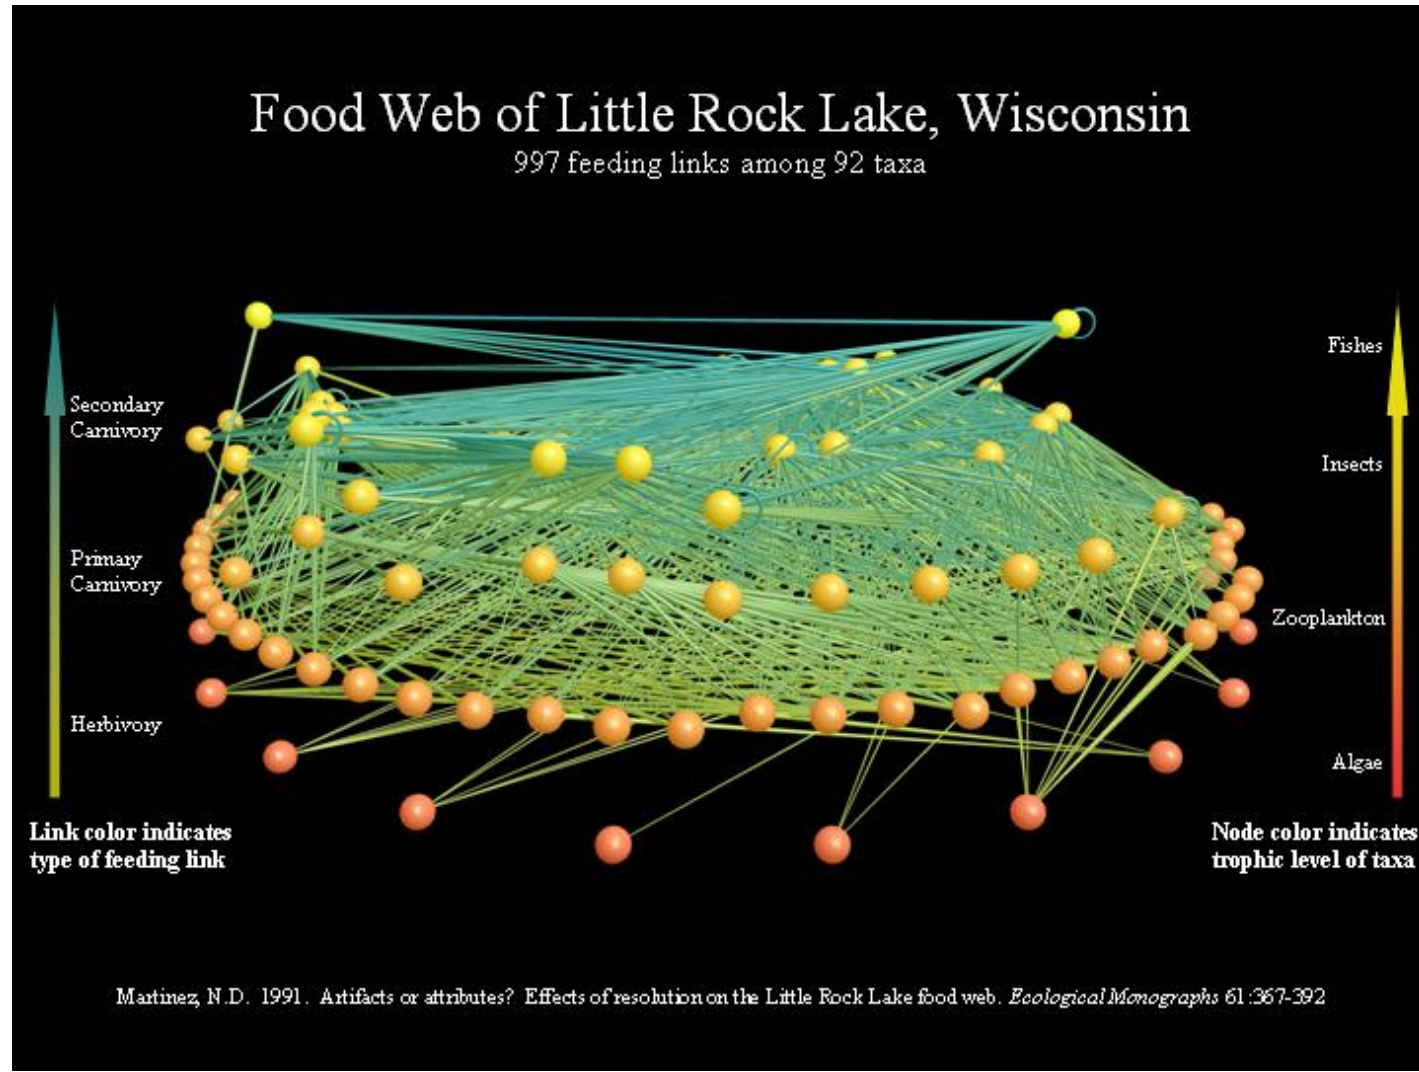 Food Web of Little Rock Lake, Wisconsin
997 feeding links among 92 taxa
Secondary
Carnivory
Primary
Carnivory
Herbivory
Link color indicates
type of feeding link
Fishes
Insects
Zooplankton
Algae
Node color indicates
trophic level of taxa
Martinez, N.D. 1991. Artifacts or attributes? Effects of resolution on the Little Rock Lake food web. Ecological Monographs 61:367-392